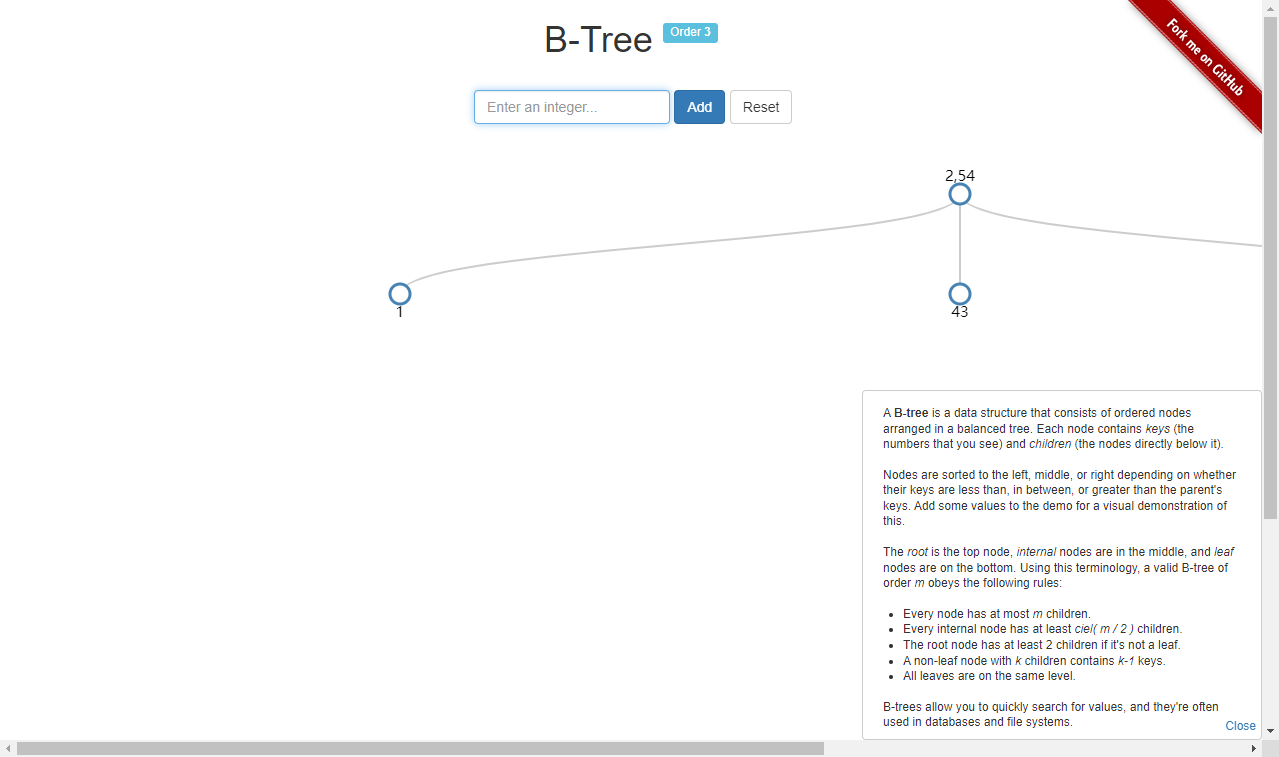 B-Tree Order 3
Fork me on GitHub
Enter an integer... Add Reset
2,54
1 43
A B-tree is a data structure that consists of ordered nodes
arranged in a balanced tree. Each node contains keys (the
numbers that you see) and children (the nodes directly below it).
Nodes are sorted to the left, middle, or right depending on whether
their keys are less than, in between, or greater than the parent's
keys. Add some values to the demo for a visual demonstration of
this.
The root is the top node, internal nodes are in the middle, and leaf
nodes are on the bottom. Using this terminology, a valid B-tree of
order m obeys the following rules:
• Every node has at most m children.
• Every internal node has at least ciel( m / 2 ) children.
• The root node has at least 2 children if it's not a leaf.
• A non-leaf node with k children contains k-1 keys.
• All leaves are on the same level.
B-trees allow you to quickly search for values, and they're often
used in databases and file systems.
Close